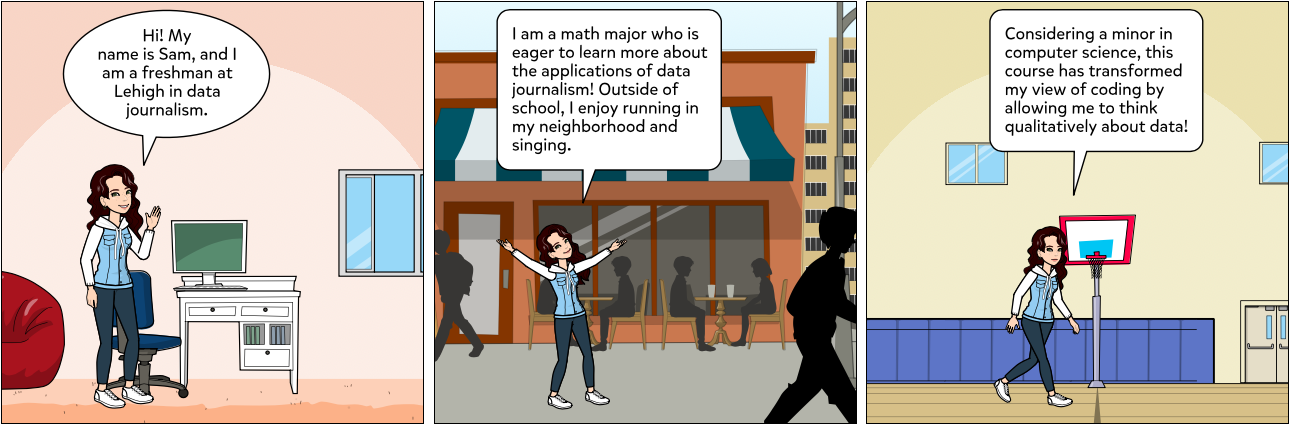 Hi! My
name is Sam, and I
am a freshman at
Lehigh in data
journalism.
I am a math major who is
eager to learn more about
the applications of data
journalism! Outside of
school, I enjoy running in
my neighborhood and
singing.
Considering a minor in
computer science, this
course has transformed
my view of coding by
allowing me to think
qualitatively about data!